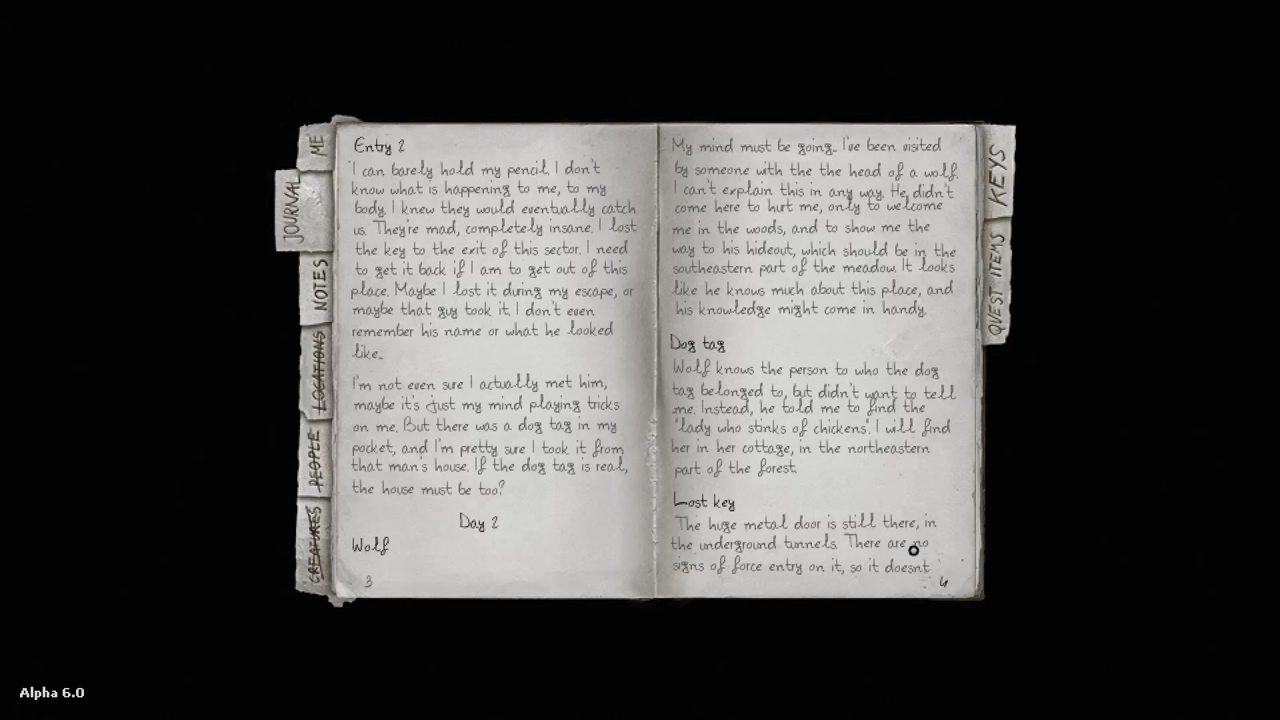 ME
JOURNAL
NOTES
LOCATIONS
PEOPLE
CREATURES
Entry 2
I can barely hold my pencil. I don't
know what is happening to me, to my
body. I knew they would eventually catch
us. They're mad, completely insane. I lost
the key to the exit of this sector. I need
to get it back if I am to get out of this
place. Maybe I lost it during my escape, or
maybe that guy took it. I don't even
remember his name or what he looked
like...
I'm not even sure I actually met him,
maybe it's just my mind playing tricks
on me. But there was a dog tag in my
pocket, and I'm pretty sure I took it from
that man's house. If the dog tag is real,
the house must be too?
Day 2
Wolf
3
My mind must be going... I've been visited
by someone with the the head of a wolf.
I can't explain this in any way. He didn't
come here to hurt me, only to welcome
me in the woods, and to show me the
way to his hideout, which should be in the
southeastern part of the meadow. It looks
like he knows much about this place, and
his knowledge might come in handy.
Dog tag
Wolf knows the person to who the dog
tag belonged to, but didn't want to tell
me. Instead, he told me to find the
"lady who stinks of chickens". I will find
her in her cottage, in the northeastern
part of the forest.
Lost key
The huge metal door is still there, in
the underground tunnels. There are no
signs of force entry on it, so it doesnt
4
KEYS
QUEST ITEMS
Alpha 6.0